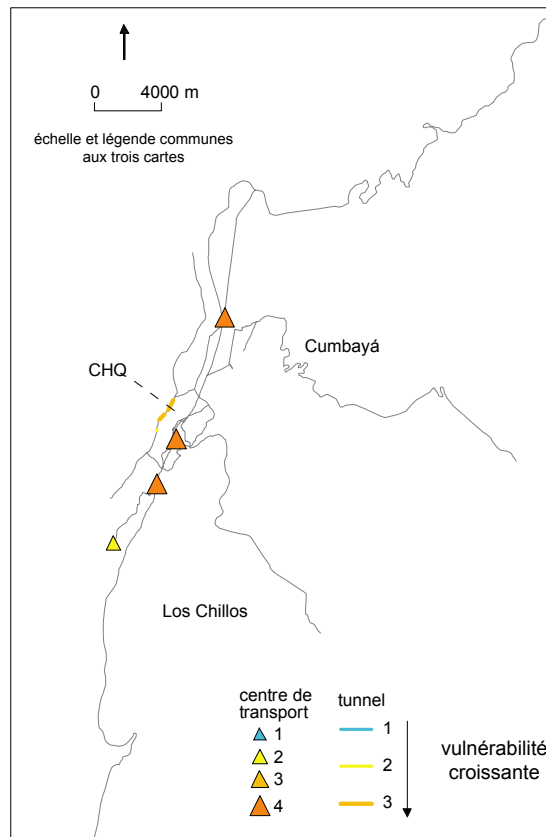 0 4000 m
échelle et légende communes
aux trois cartes
Cumbayá
CHQ
Los Chillos
centre de
transport
1
2
3
4
tunnel
1
2
3
vulnérabilité
croissante